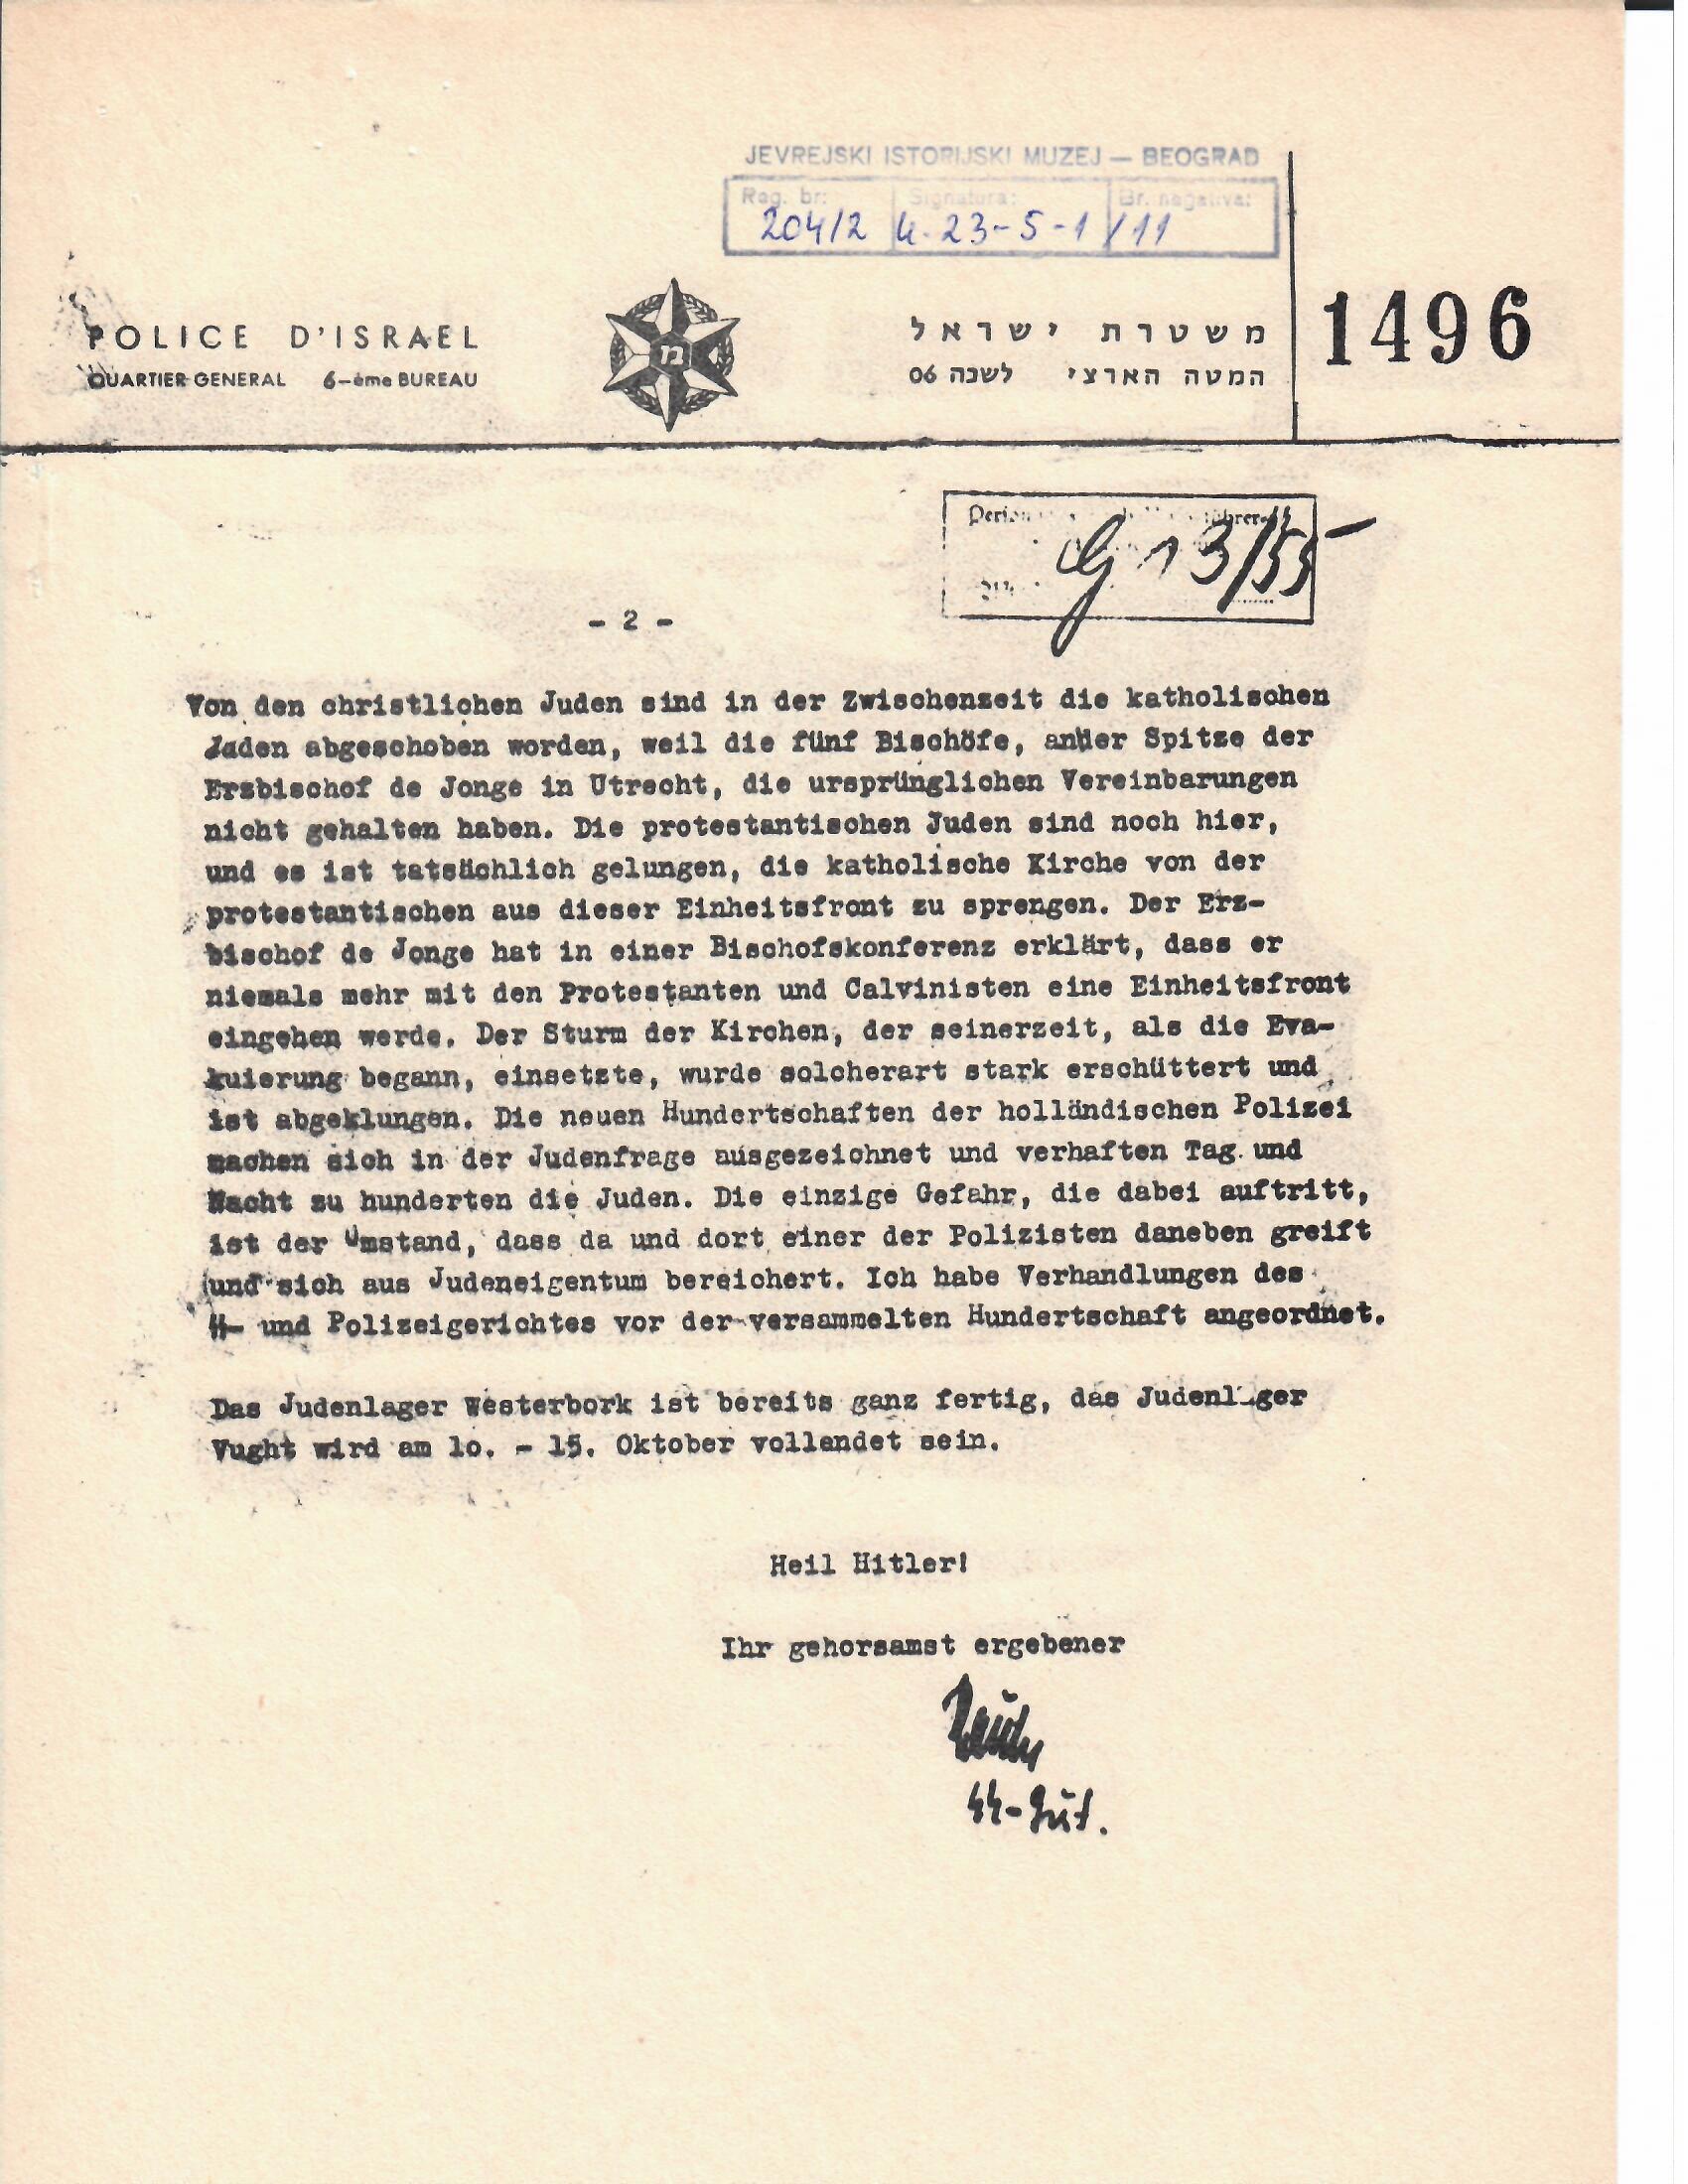 JEVREJSKI ISTORIJSKI MUZEJ — BEOGRAD
Reg. br: Signatura: Br. negativa:
204/2 4-23-5-1/11
POLICE D'ISRAEL
QUARTIER GENERAL 6-ème BUREAU
מ
משטרת ישראל
המטה הארצי לשכה 06
1496
G 13/55
- 2 -
Von den christlichen Juden sind in der Zwischenzeit die katholischen
Juden abgeschoben worden, weil die fünf Bischöfe, ander Spitze der
Erzbischof de Jonge in Utrecht, die ursprünglichen Vereinbarungen
nicht gehalten haben. Die protestantischen Juden sind noch hier,
und es ist tatsächlich gelungen, die katholische Kirche von der
protestantischen aus dieser Einheitsfront zu sprengen. Der Erz-
bischof de Jonge hat in einer Bischofskonferenz erklärt, dass er
niemals mehr mit den Protestanten und Calvinisten eine Einheitsfront
eingehen werde. Der Sturm der Kirchen, der seinerzeit, als die Eva-
kuierung begann, einsetzte, wurde solcherart stark erschüttert und
ist abgeklungen. Die neuen Hundertschaften der holländischen Polizei
machen sich in der Judenfrage ausgezeichnet und verhaften Tag und
Nacht zu hunderten die Juden. Die einzige Gefahr, die dabei auftritt,
ist der Umstand, dass da und dort einer der Polizisten daneben greift
und sich aus Judeneigentum bereichert. Ich habe Verhandlungen des
SS- und Polizeigerichtes vor der versammelten Hundertschaft angeordnet.
Das Judenlager Westerbork ist bereits ganz fertig, das Judenlager
Vught wird am 10. - 15. Oktober vollendet sein.
Heil Hitler!
Ihr gehorsamst ergebener
SS-